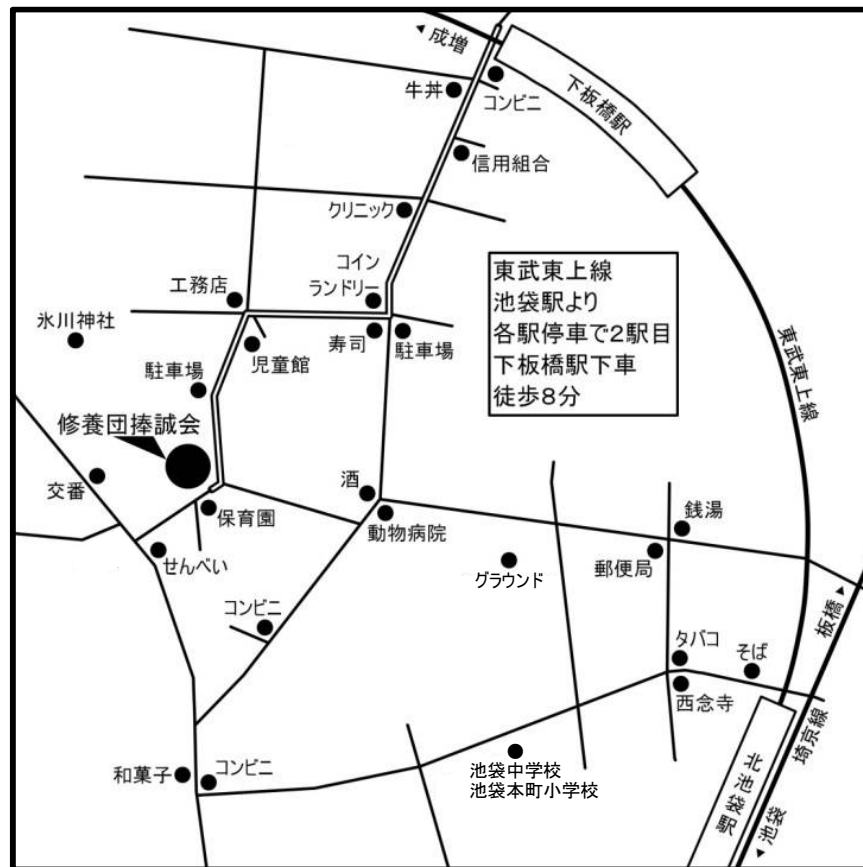 ▲成増
牛丼
コンビニ
下板橋駅
信用組合
クリニック
コイン
ランドリー
工務店
氷川神社
寿司
駐車場
児童館
駐車場
東武東上線
池袋駅より
各駅停車で2駅目
下板橋駅下車
徒歩8分
東武東上線
修養団捧誠会
交番
保育園
酒
動物病院
せんべい
グラウンド
銭湯
郵便局
コンビニ
板橋▲
タバコ
そば
西念寺
埼京線
和菓子
コンビニ
池袋中学校
池袋本町小学校
北池袋駅
▲池袋